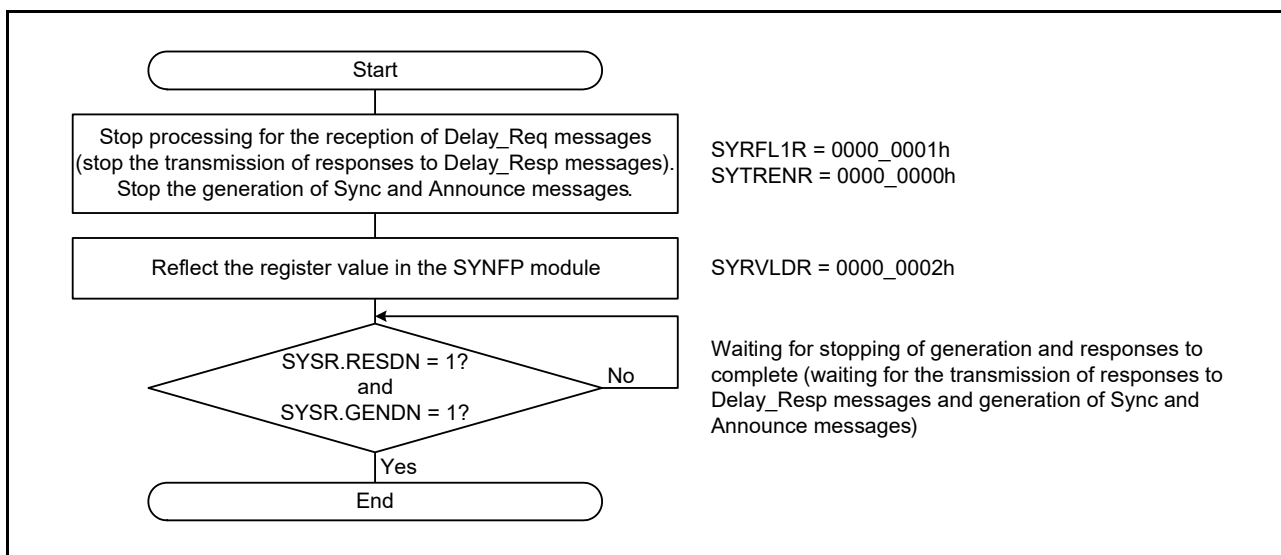 Start
Stop processing for the reception of Delay_Req messages
(stop the transmission of responses to Delay_Resp messages).
Stop the generation of Sync and Announce messages.
SYRFL1R = 0000_0001h
SYTRENR = 0000_0000h
Reflect the register value in the SYNFP module
SYRVLDR = 0000_0002h
SYSR.RESDN = 1?
and
SYSR.GENDN = 1?
No
Waiting for stopping of generation and responses to
complete (waiting for the transmission of responses to
Delay_Resp messages and generation of Sync and
Announce messages)
Yes
End